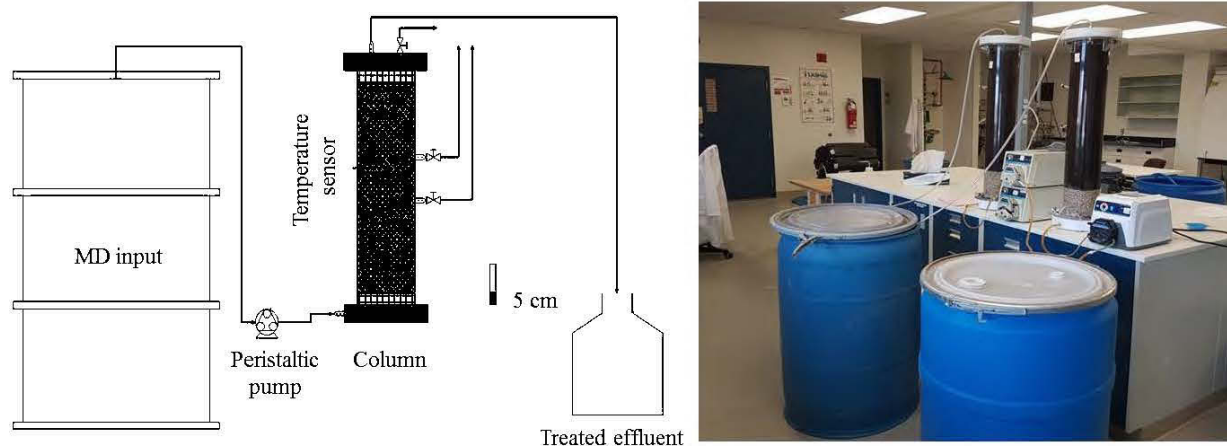 Temperature
sensor
MD input
5 cm
Peristaltic
pump
Column
Treated effluent